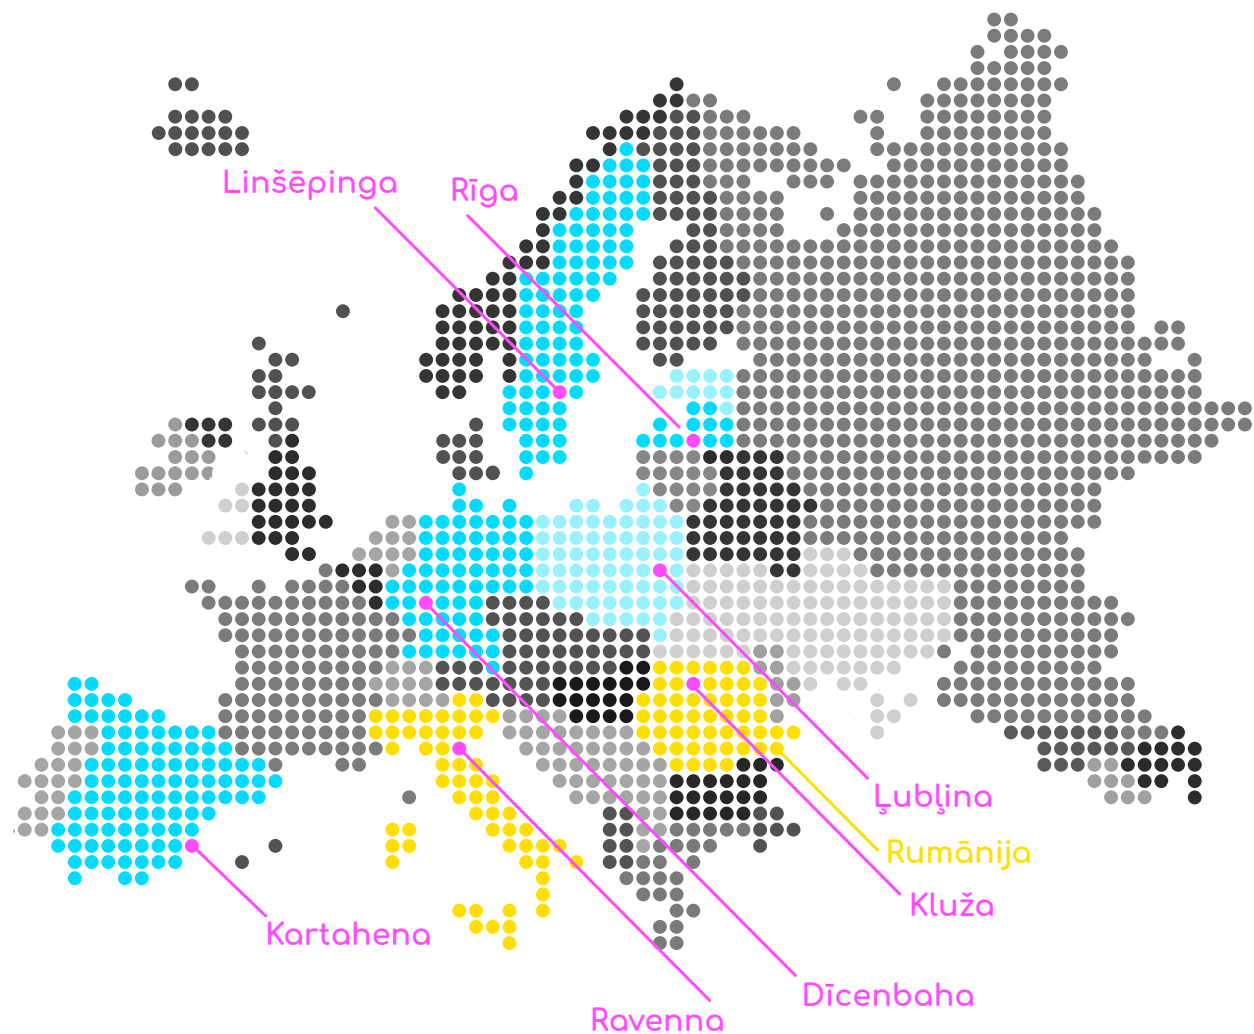 Linšēpinga
Rīga
Ļubļina
Rumānija
Kluža
Kartahena
Dīcenbaha
Ravenna